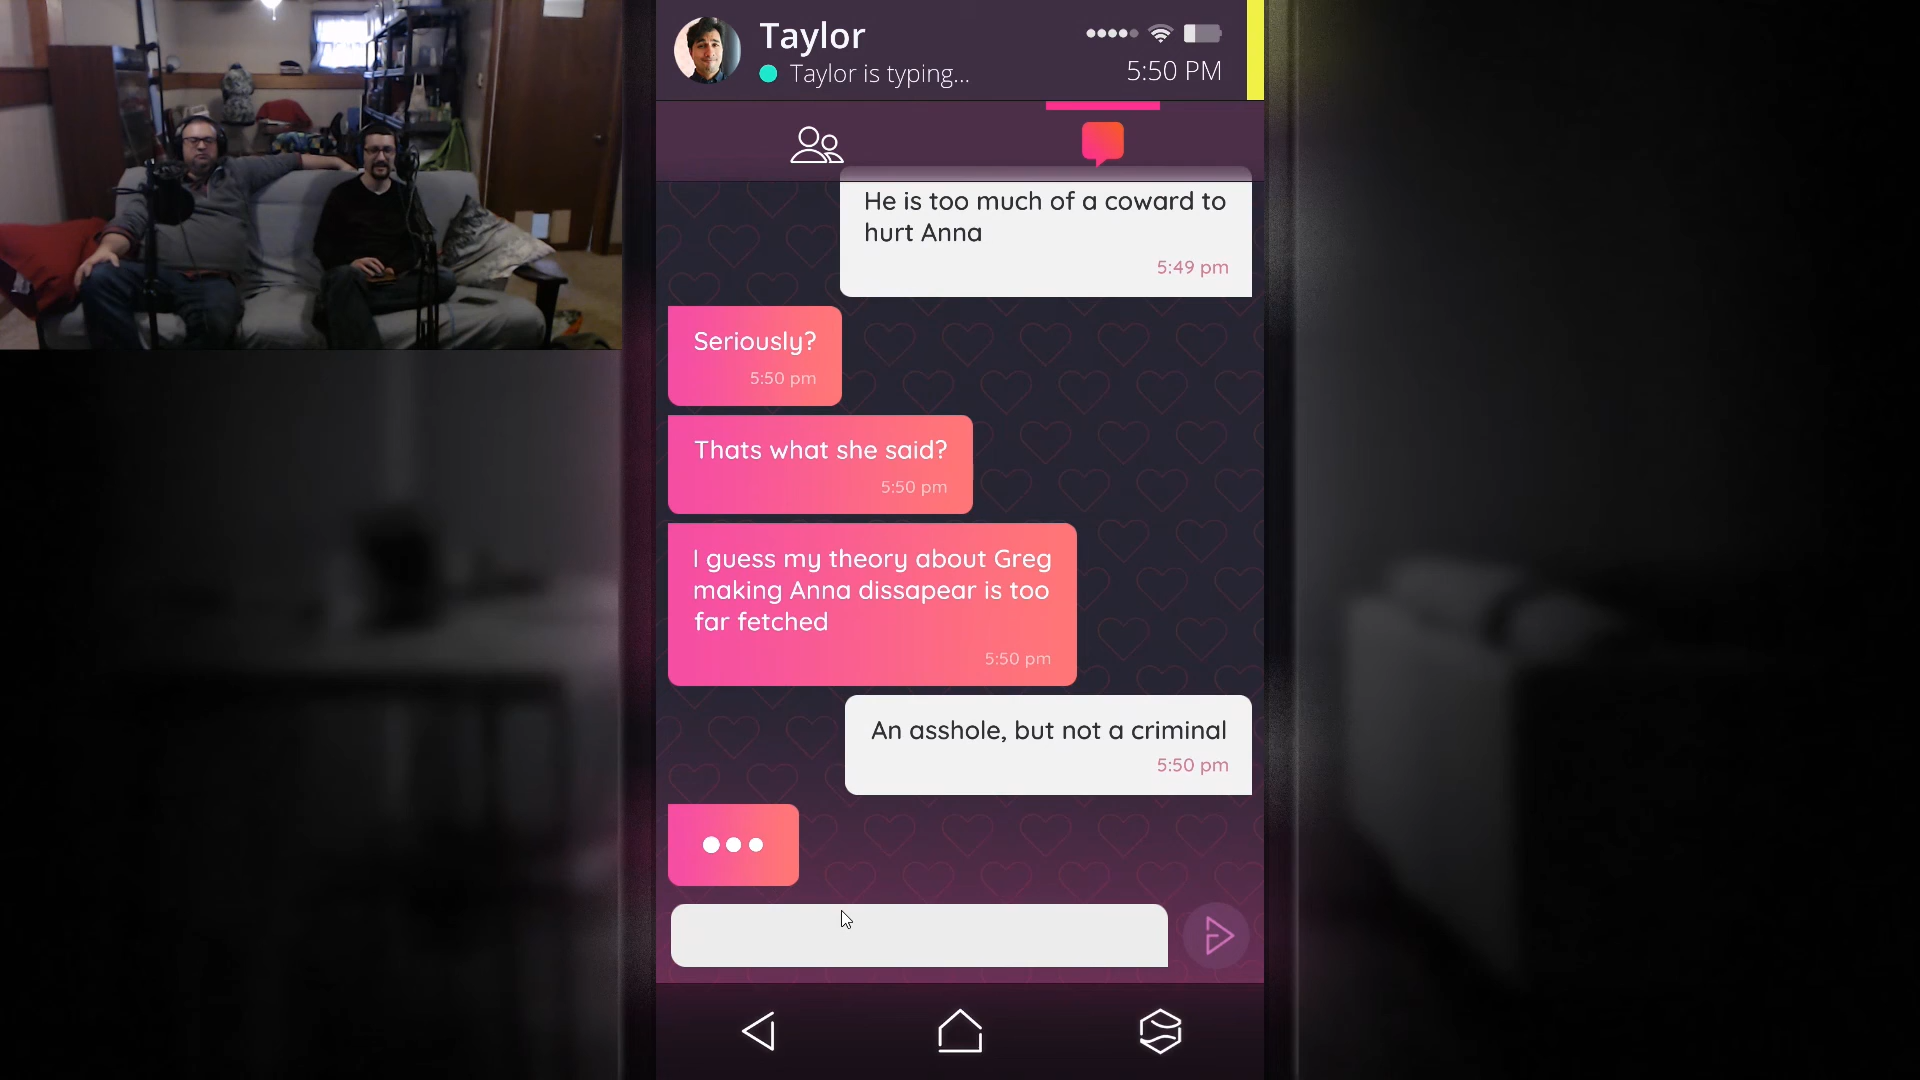 Taylor
Taylor is typing...
5:50 PM
He is too much of a coward to
hurt Anna
5:49 pm
Seriously?
5:50 pm
Thats what she said?
5:50 pm
I guess my theory about Greg
making Anna dissapear is too
far fetched
5:50 pm
An asshole, but not a criminal
5:50 pm